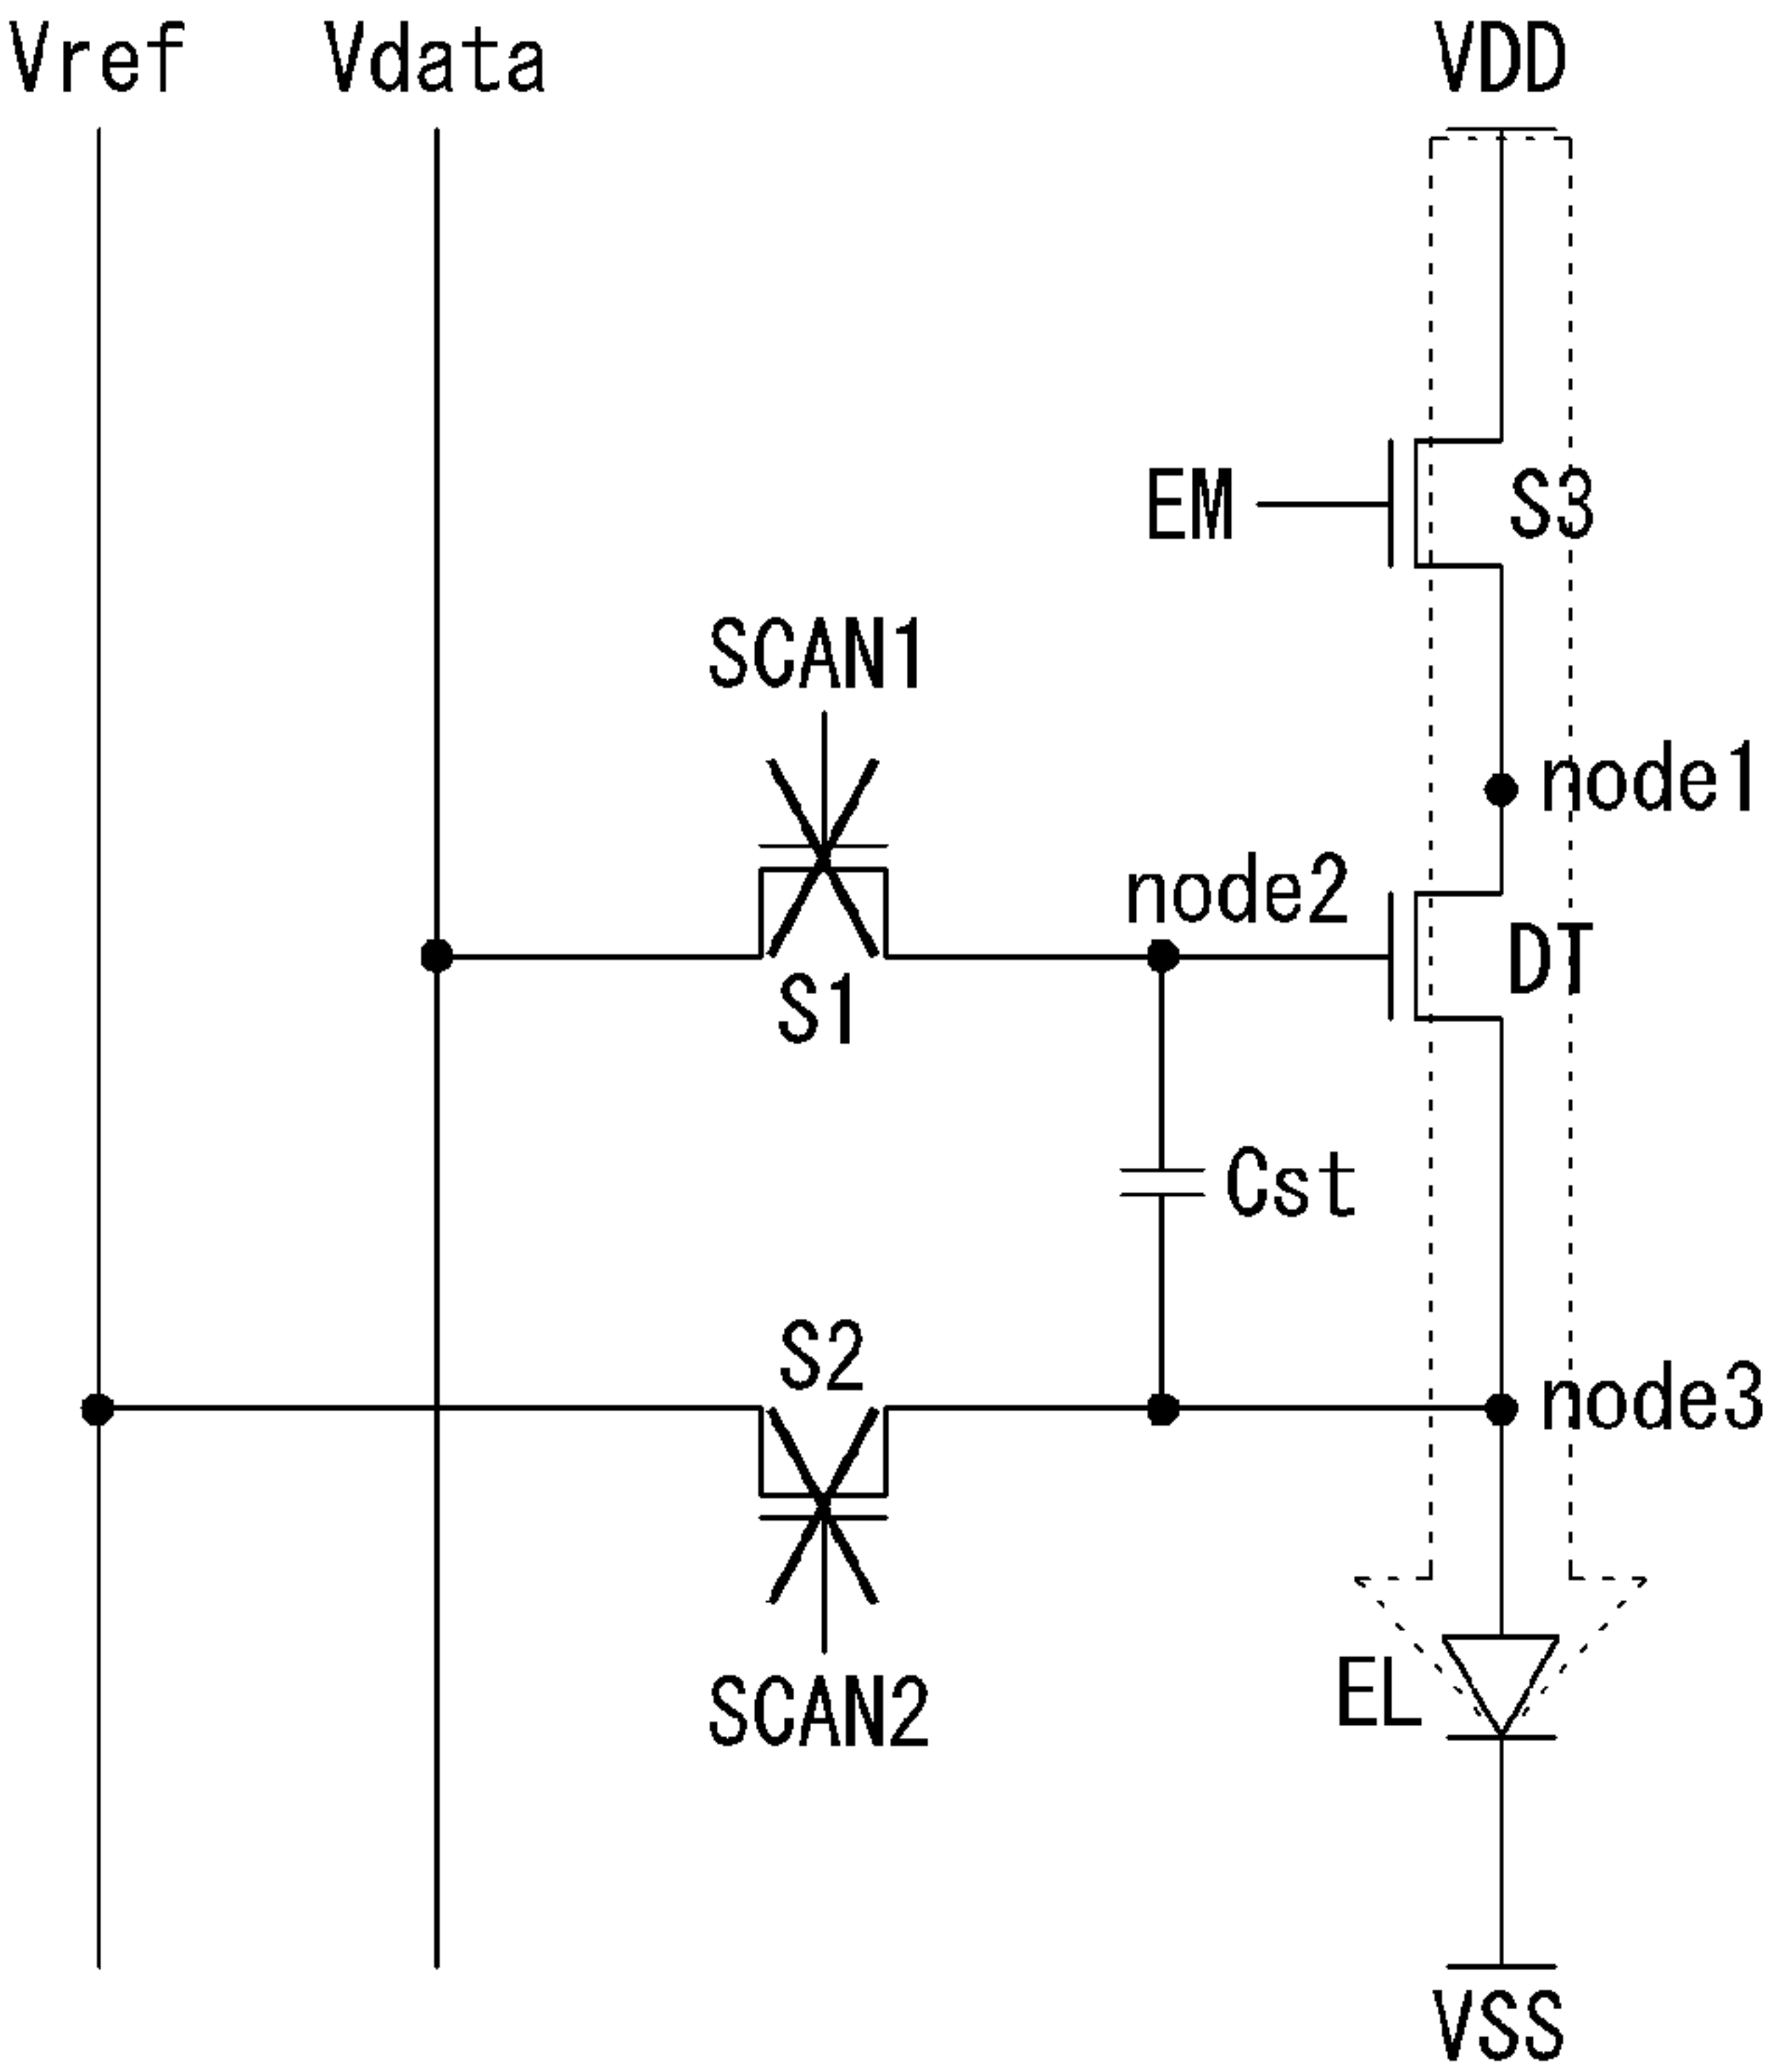 Vref Vdata VDD
EM S3
SCAN1
node1
node2
DT
S1
Cst
S2
node3
EL
SCAN2
VSS